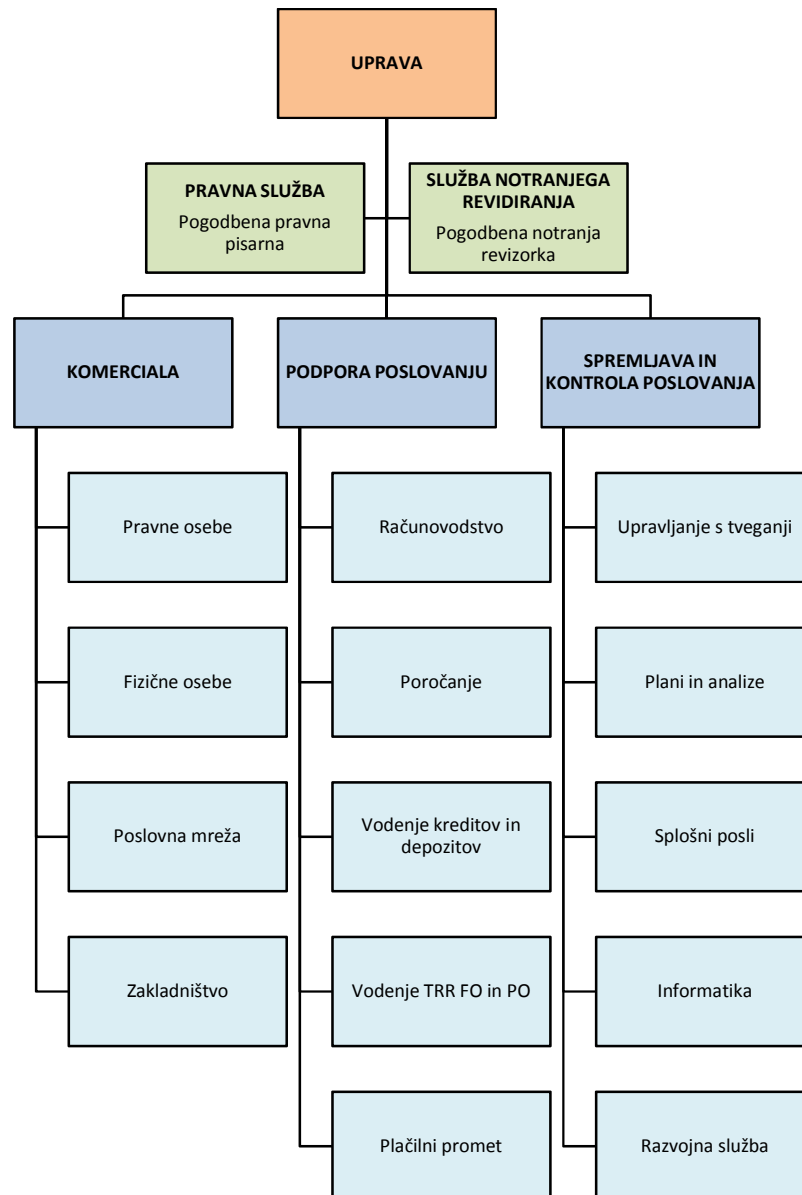 UPRAVA
PRAVNA SLUŽBA
Pogodbena pravna
pisarna
SLUŽBA NOTRANJEGA
REVIDIRANJA
Pogodbena notranja
revizorka
KOMERCIALA
PODPORA POSLOVANJU
SPREMLJAVA IN
KONTROLA POSLOVANJA
Pravne osebe
Fizične osebe
Poslovna mreža
Zakladništvo
Računovodstvo
Poročanje
Vodenje kreditov in
depozitov
Vodenje TRR FO in PO
Plačilni promet
Upravljanje s tveganji
Plani in analize
Splošni posli
Informatika
Razvojna služba